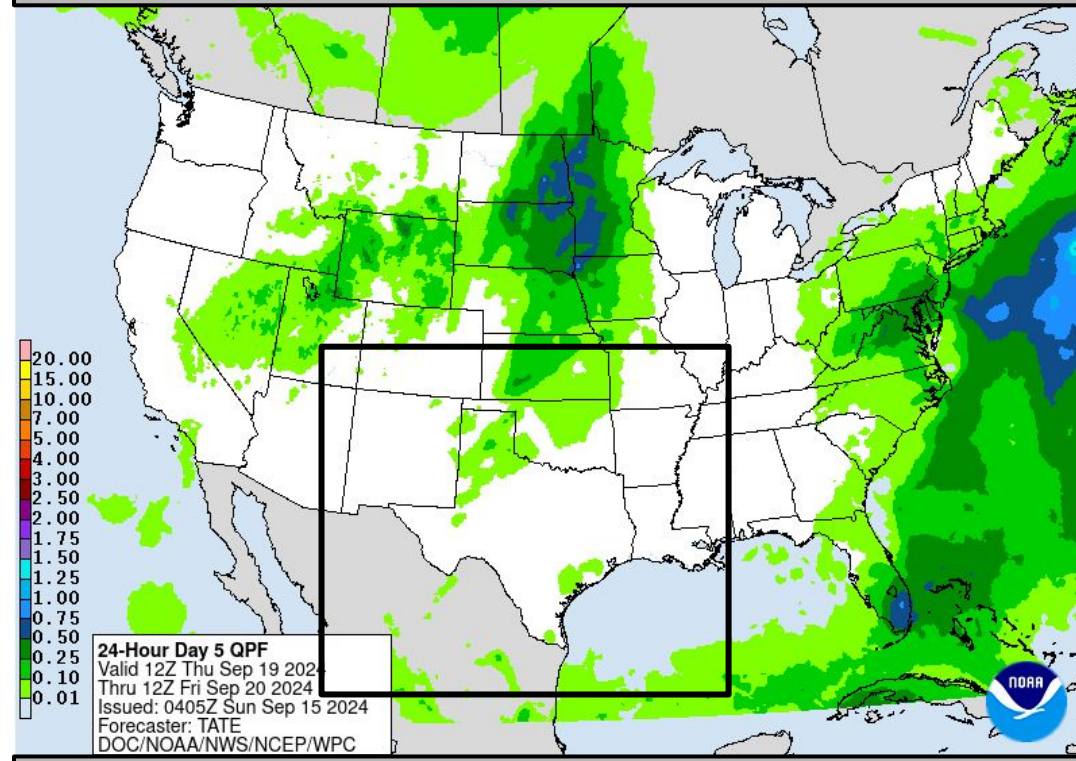 20.00
15.00
10.00
7.00
5.00
4.00
3.00
2.50
2.00
1.75
1.50
1.25
1.00
0.75
0.50
0.25
0.10
0.01
24-Hour Day 5 QPF
Valid 12Z Thu Sep 19 2024
Thru 12Z Fri Sep 20 2024
Issued: 0405Z Sun Sep 15 2024
Forecaster: TATE
DOC/NOAA/NWS/NCEP/WPC
NOAA